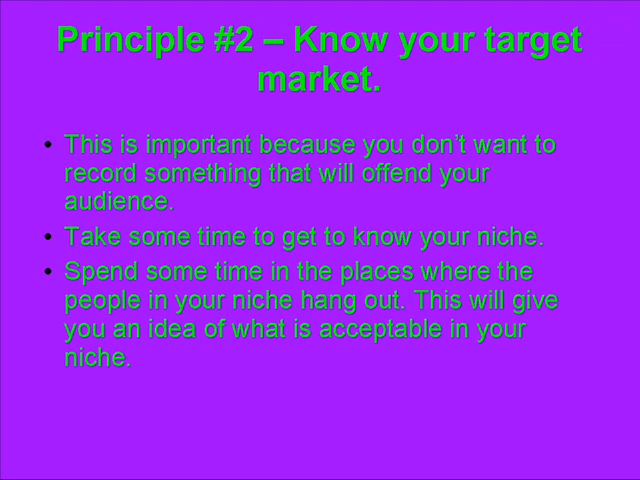 Principle #2 – Know your target
market.
• This is important because you don't want to
record something that will offend your
audience.
• Take some time to get to know your niche.
• Spend some time in the places where the
people in your niche hang out. This will give
you an idea of what is acceptable in your
niche.